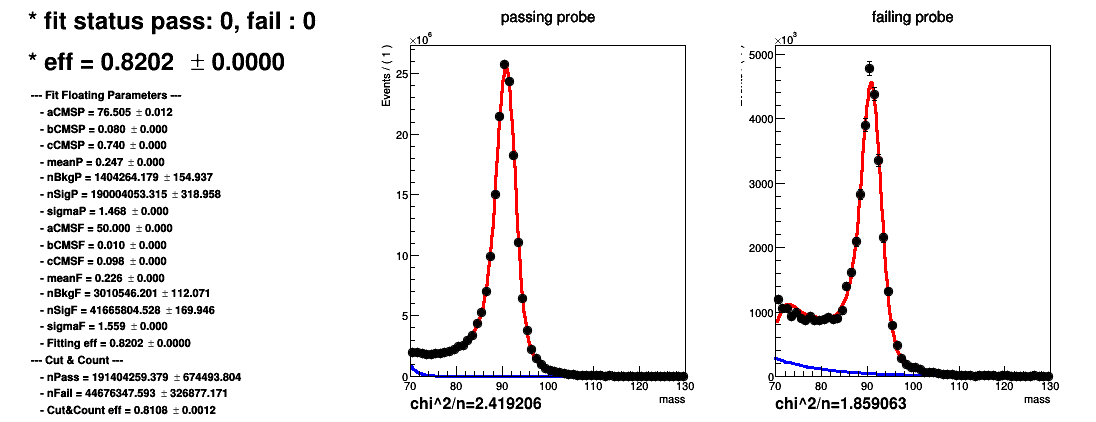 * fit status pass: 0, fail : 0
* eff = 0.8202 ± 0.0000
--- Fit Floating Parameters ---
- aCMSP = 76.505 ± 0.012
- bCMSP = 0.080 ± 0.000
- cCMSP = 0.740 ± 0.000
- meanP = 0.247 ± 0.000
- nBkgP = 1404264.179 ± 154.937
- nSigP = 190004053.315 ± 318.958
- sigmaP = 1.468 ± 0.000
- aCMSF = 50.000 ± 0.000
- bCMSF = 0.010 ± 0.000
- cCMSF = 0.098 ± 0.000
- meanF = 0.226 ± 0.000
- nBkgF = 3010546.201 ± 112.071
- nSigF = 41665804.528 ± 169.946
- sigmaF = 1.559 ± 0.000
- Fitting eff = 0.8202 ± 0.0000
--- Cut & Count ---
- nPass = 191404259.379 ± 674493.804
- nFail = 44676347.593 ± 326877.171
- Cut&Count eff = 0.8108 ± 0.0012
passing probe
×10⁶
Events / ( 1 )
25
20
15
10
5
0
70 80 90 100 110 120 130
mass
chi^2/n=2.419206
failing probe
×10³
5000
4000
3000
2000
1000
0
70 80 90 100 110 120 130
mass
chi^2/n=1.859063